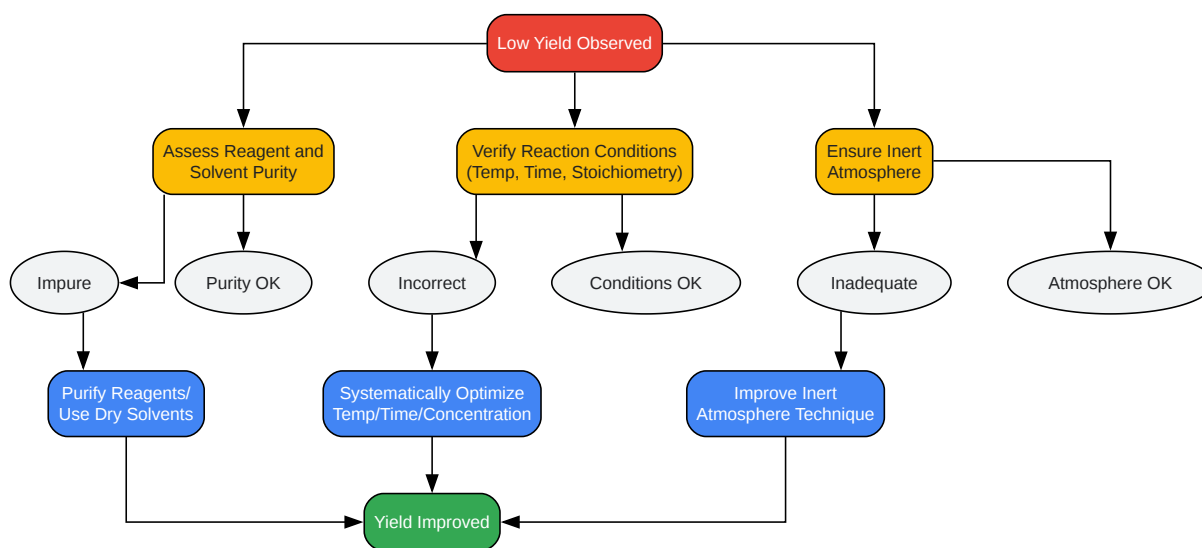 Low Yield Observed
Assess Reagent and
Solvent Purity
Verify Reaction Conditions
(Temp, Time, Stoichiometry)
Ensure Inert
Atmosphere
Impure
Purity OK
Incorrect
Conditions OK
Inadequate
Atmosphere OK
Purify Reagents/
Use Dry Solvents
Systematically Optimize
Temp/Time/Concentration
Improve Inert
Atmosphere Technique
Yield Improved